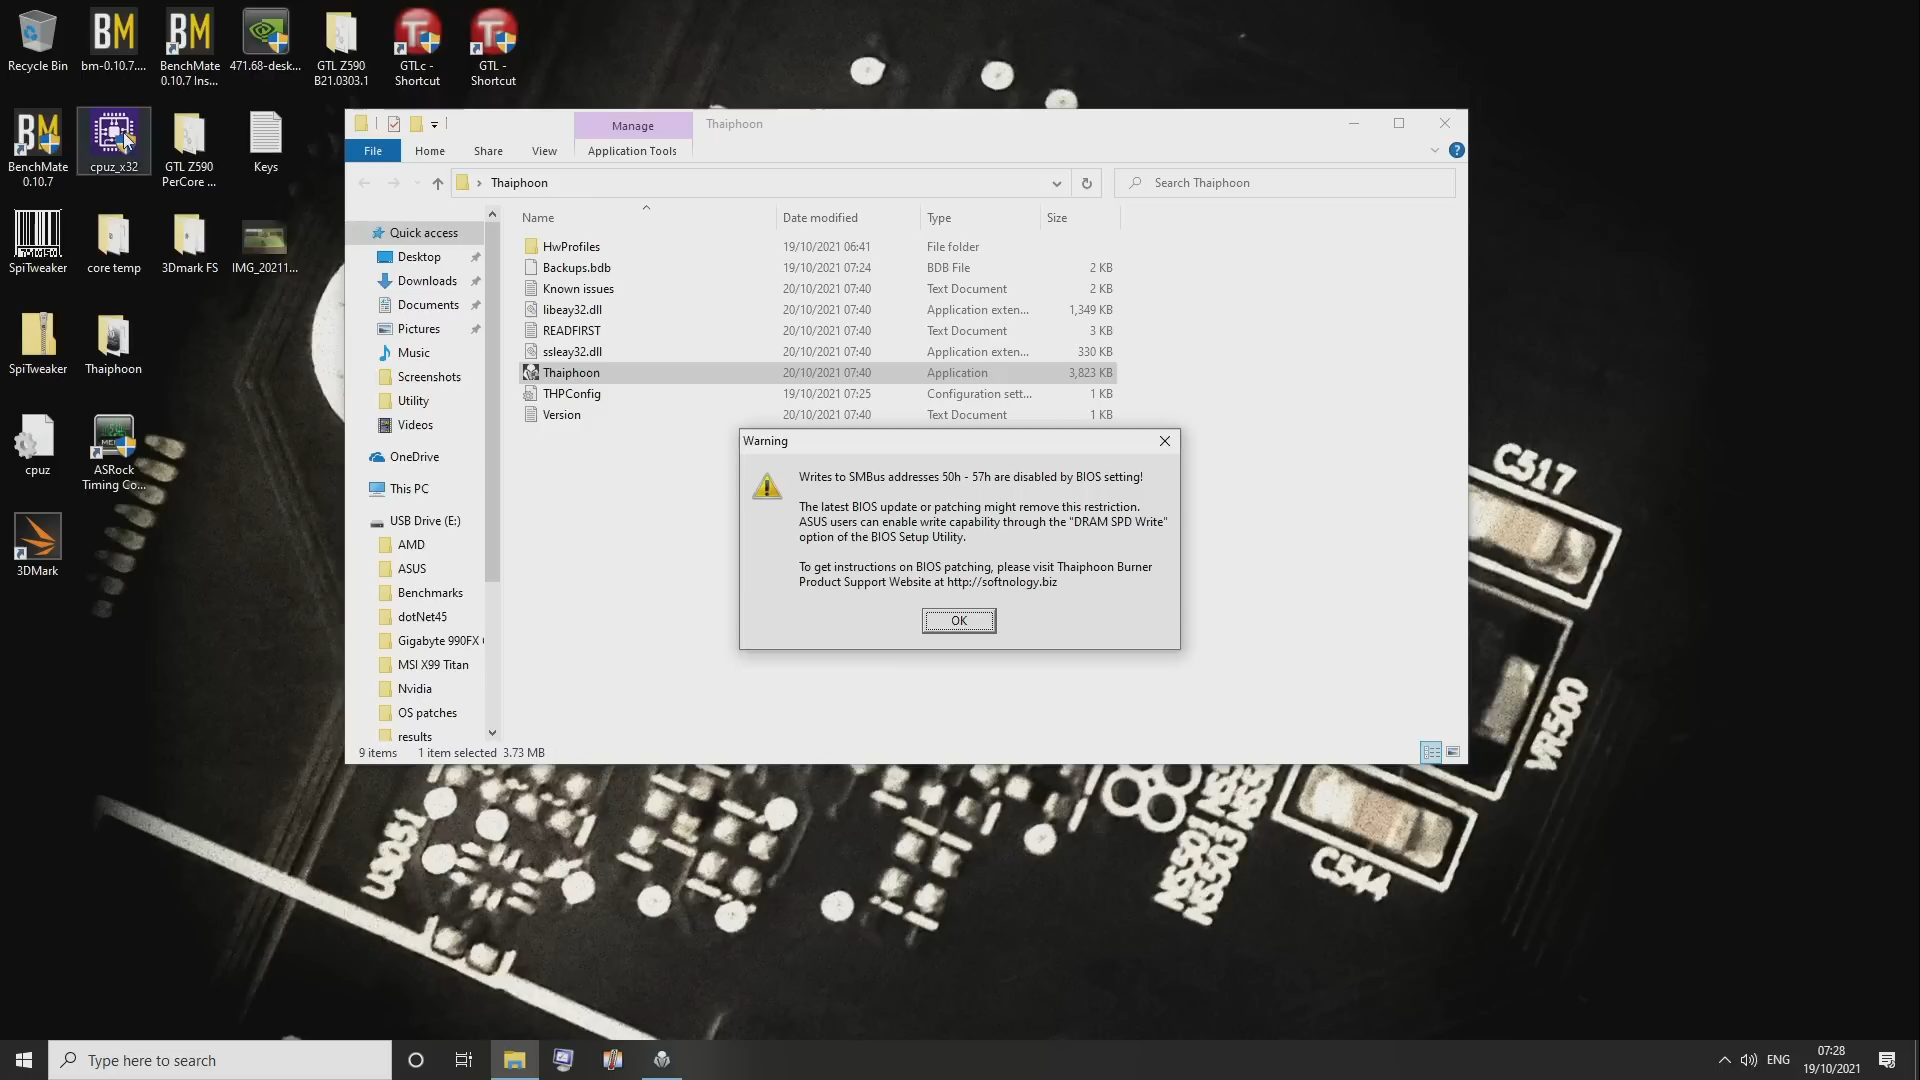 Recycle Bin
bm-0.10.7....
BenchMate
0.10.7 Ins...
471.68-desk...
GTL Z590
B21.0303.1
GTLc -
Shortcut
GTL -
Shortcut
BenchMate
0.10.7
cpuz_x32
GTL Z590
PerCore ...
Keys
SpiTweaker
core temp
3Dmark FS
IMG_20211...
SpiTweaker
Thaiphoon
cpuz
ASRock
Timing Co...
3DMark
Manage
Thaiphoon
File
Home
Share
View
Application Tools
Thaiphoon
Search Thaiphoon
Quick access
Desktop
Downloads
Documents
Pictures
Music
Screenshots
Utility
Videos
OneDrive
This PC
USB Drive (E:)
AMD
ASUS
Benchmarks
dotNet45
Gigabyte 990FX
MSI X99 Titan
Nvidia
OS patches
results
Name Date modified Type Size
HwProfiles 19/10/2021 06:41 File folder
Backups.bdb 19/10/2021 07:24 BDB File 2 KB
Known issues 20/10/2021 07:40 Text Document 2 KB
libeay32.dll 20/10/2021 07:40 Application exten... 1,349 KB
READFIRST 20/10/2021 07:40 Text Document 3 KB
ssleay32.dll 20/10/2021 07:40 Application exten... 330 KB
Thaiphoon 20/10/2021 07:40 Application 3,823 KB
THPConfig 19/10/2021 07:25 Configuration sett... 1 KB
Version 20/10/2021 07:40 Text Document 1 KB
Warning
Writes to SMBus addresses 50h - 57h are disabled by BIOS setting!
The latest BIOS update or patching might remove this restriction.
ASUS users can enable write capability through the "DRAM SPD Write"
option of the BIOS Setup Utility.
To get instructions on BIOS patching, please visit Thaiphoon Burner
Product Support Website at http://softnology.biz
OK
9 items 1 item selected 3.73 MB
C517
VR500
C544
U9051
NS501
NS503
Type here to search
ENG
07:28
19/10/2021